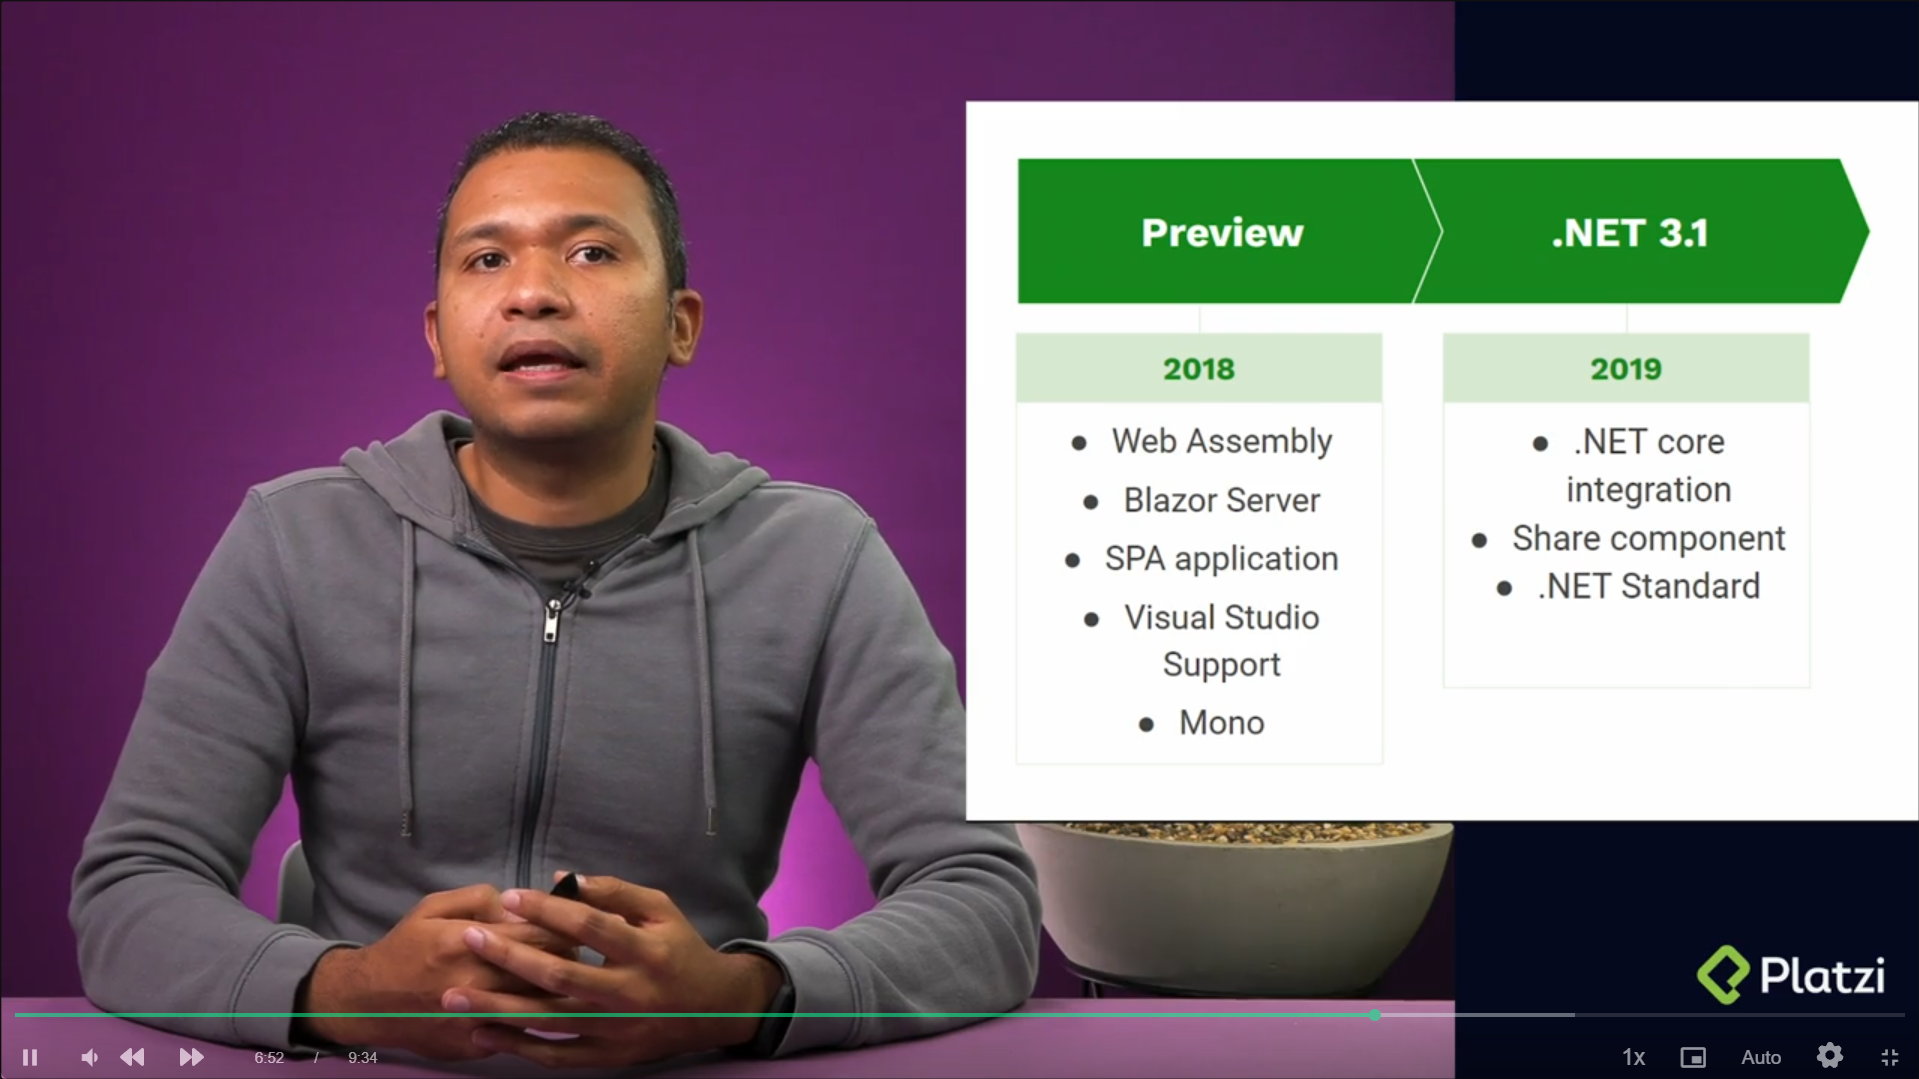 Preview
.NET 3.1
2018
● Web Assembly
● Blazor Server
● SPA application
● Visual Studio
Support
● Mono
2019
● .NET core
integration
● Share component
● .NET Standard
Platzi
6:52 / 9:34
1x
Auto